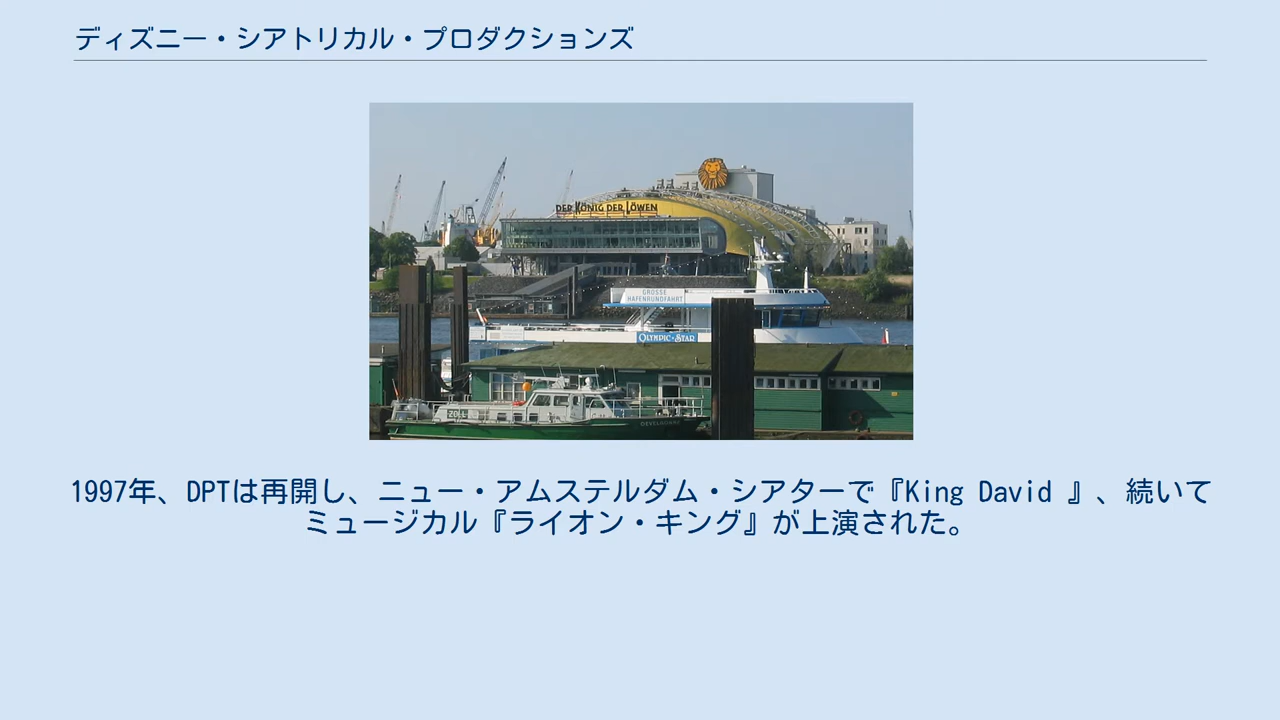 ディズニー・シアトリカル・プロダクションズ
DER KÖNIG DER LÖWEN
GROSSE
HAFENRUNDFAHRT
OLYMPIC STAR
ZOLL
1997年、DPTは再開し、ニュー・アムステルダム・シアターで『King David 』、続いて
ミュージカル『ライオン・キング』が上演された。